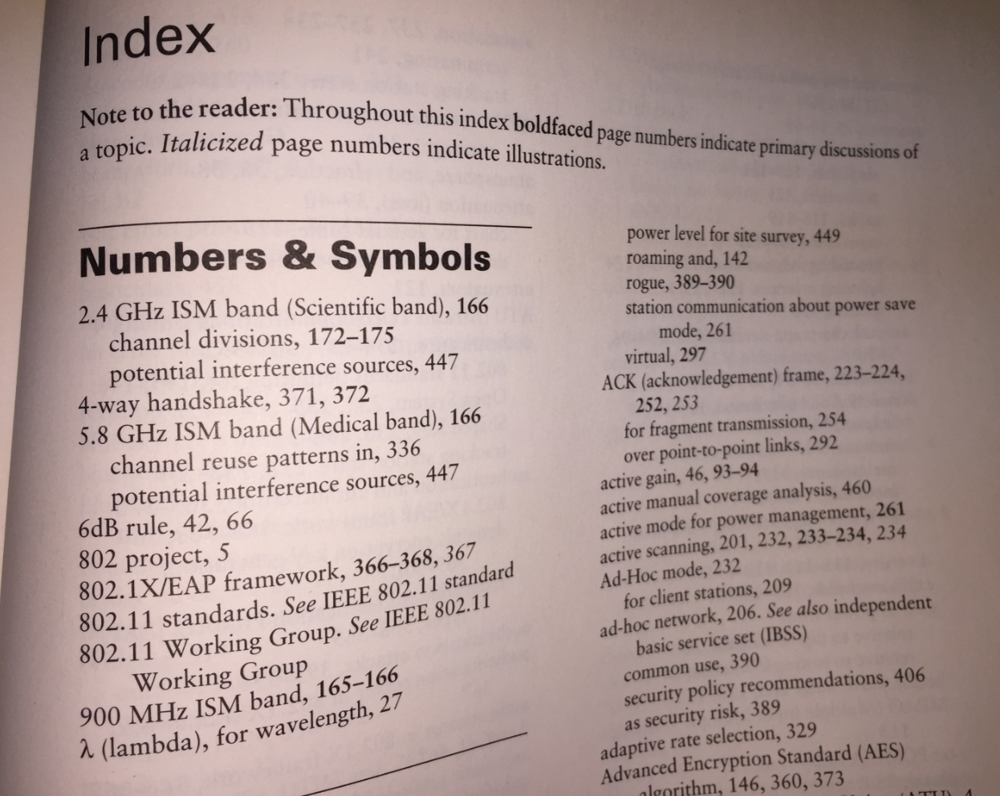 Index
Note to the reader: Throughout this index boldfaced page numbers indicate primary discussions of
a topic. Italicized page numbers indicate illustrations.
Numbers & Symbols
2.4 GHz ISM band (Scientific band), 166
channel divisions, 172–175
potential interference sources, 447
4-way handshake, 371, 372
5.8 GHz ISM band (Medical band), 166
channel reuse patterns in, 336
potential interference sources, 447
6dB rule, 42, 66
802 project, 5
802.1X/EAP framework, 366–368, 367
802.11 standards. See IEEE 802.11 standard
802.11 Working Group. See IEEE 802.11
Working Group
900 MHz ISM band, 165–166
λ (lambda), for wavelength, 27
power level for site survey, 449
roaming and, 142
rogue, 389–390
station communication about power save
mode, 261
virtual, 297
ACK (acknowledgement) frame, 223–224,
252, 253
for fragment transmission, 254
over point-to-point links, 292
active gain, 46, 93–94
active manual coverage analysis, 460
active mode for power management, 261
active scanning, 201, 232, 233–234, 234
Ad-Hoc mode, 232
for client stations, 209
ad-hoc network, 206. See also independent
basic service set (IBSS)
common use, 390
security policy recommendations, 406
as security risk, 389
adaptive rate selection, 329
Advanced Encryption Standard (AES)
algorithm, 146, 360, 373